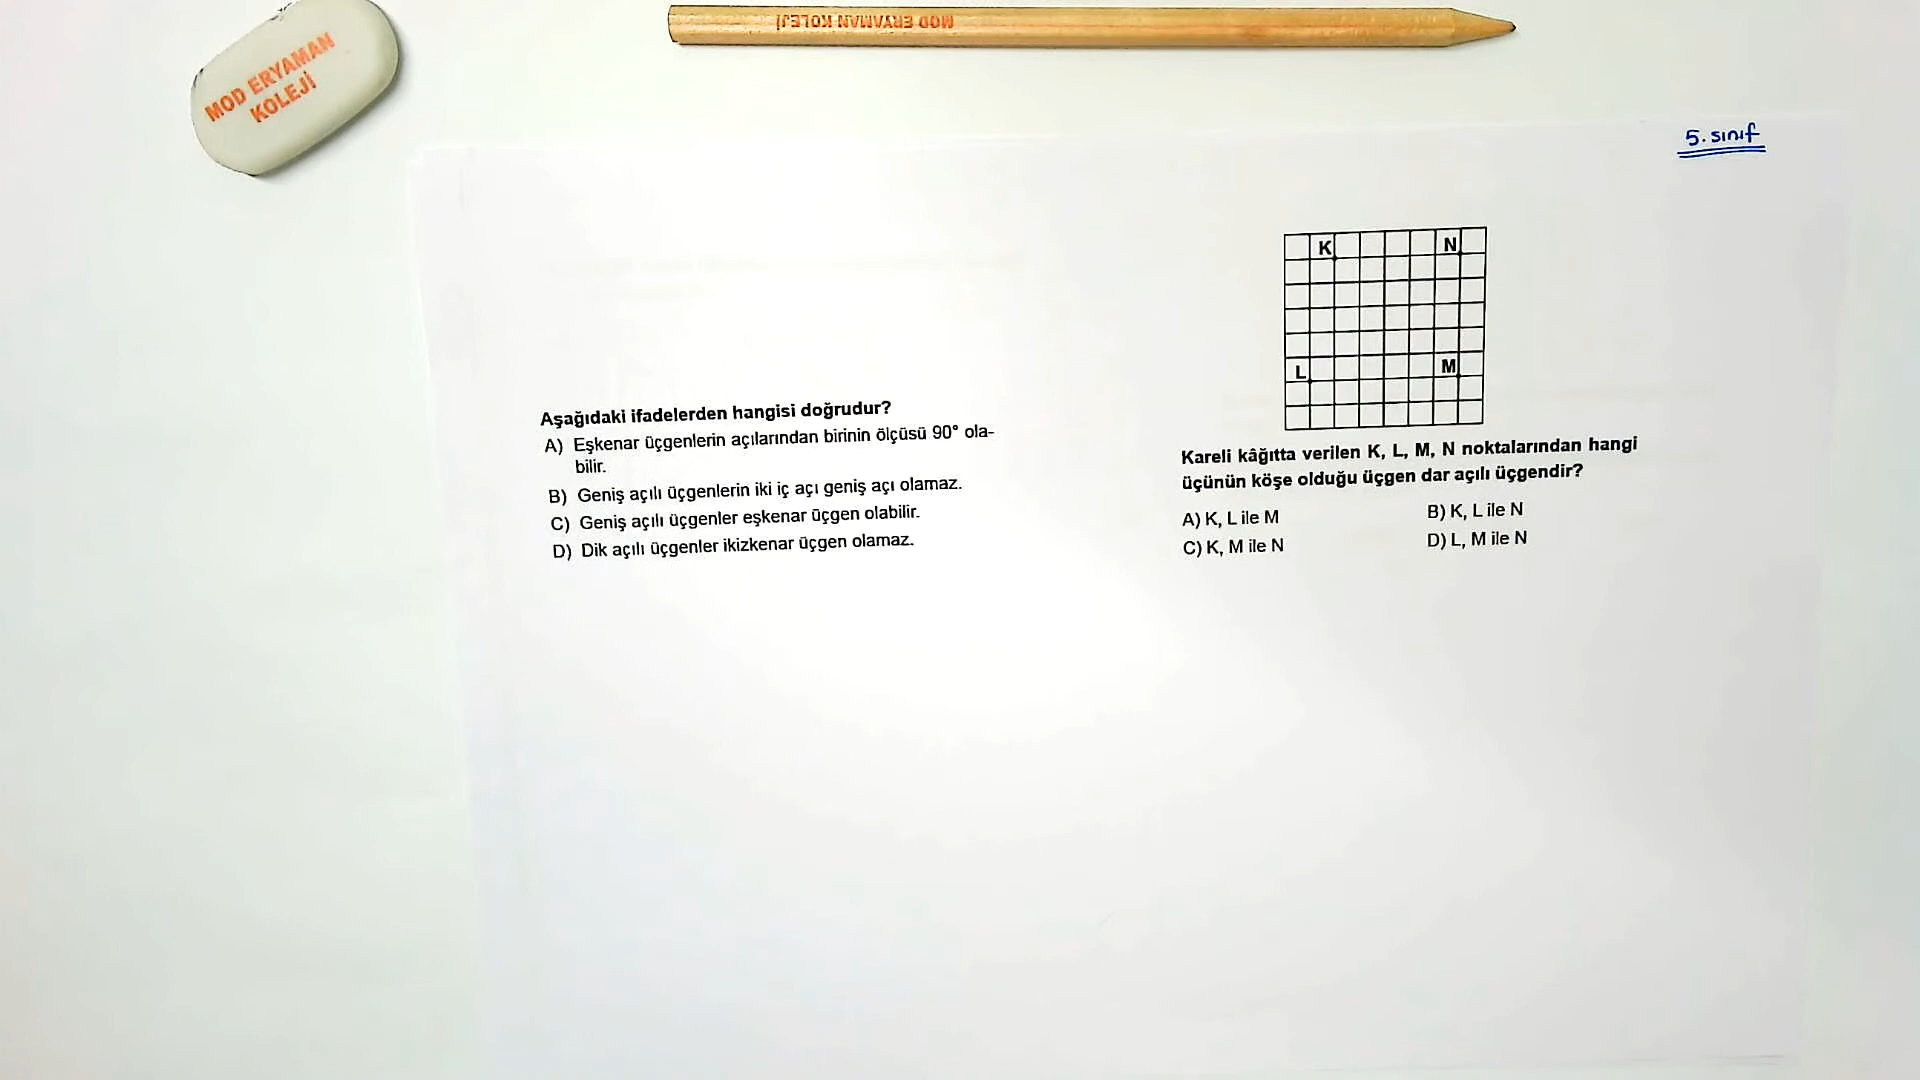 MOD ERYAMAN
KOLEJİ
MOD ERYAMAN KOLEJİ
5. sınıf
Aşağıdaki ifadelerden hangisi doğrudur?
A) Eşkenar üçgenlerin açılarından birinin ölçüsü 90° ola-
bilir.
B) Geniş açılı üçgenlerin iki iç açı geniş açı olamaz.
C) Geniş açılı üçgenler eşkenar üçgen olabilir.
D) Dik açılı üçgenler ikizkenar üçgen olamaz.
K N
L M
Kareli kâğıtta verilen K, L, M, N noktalarından hangi
üçünün köşe olduğu üçgen dar açılı üçgendir?
A) K, L ile M B) K, L ile N
C) K, M ile N D) L, M ile N